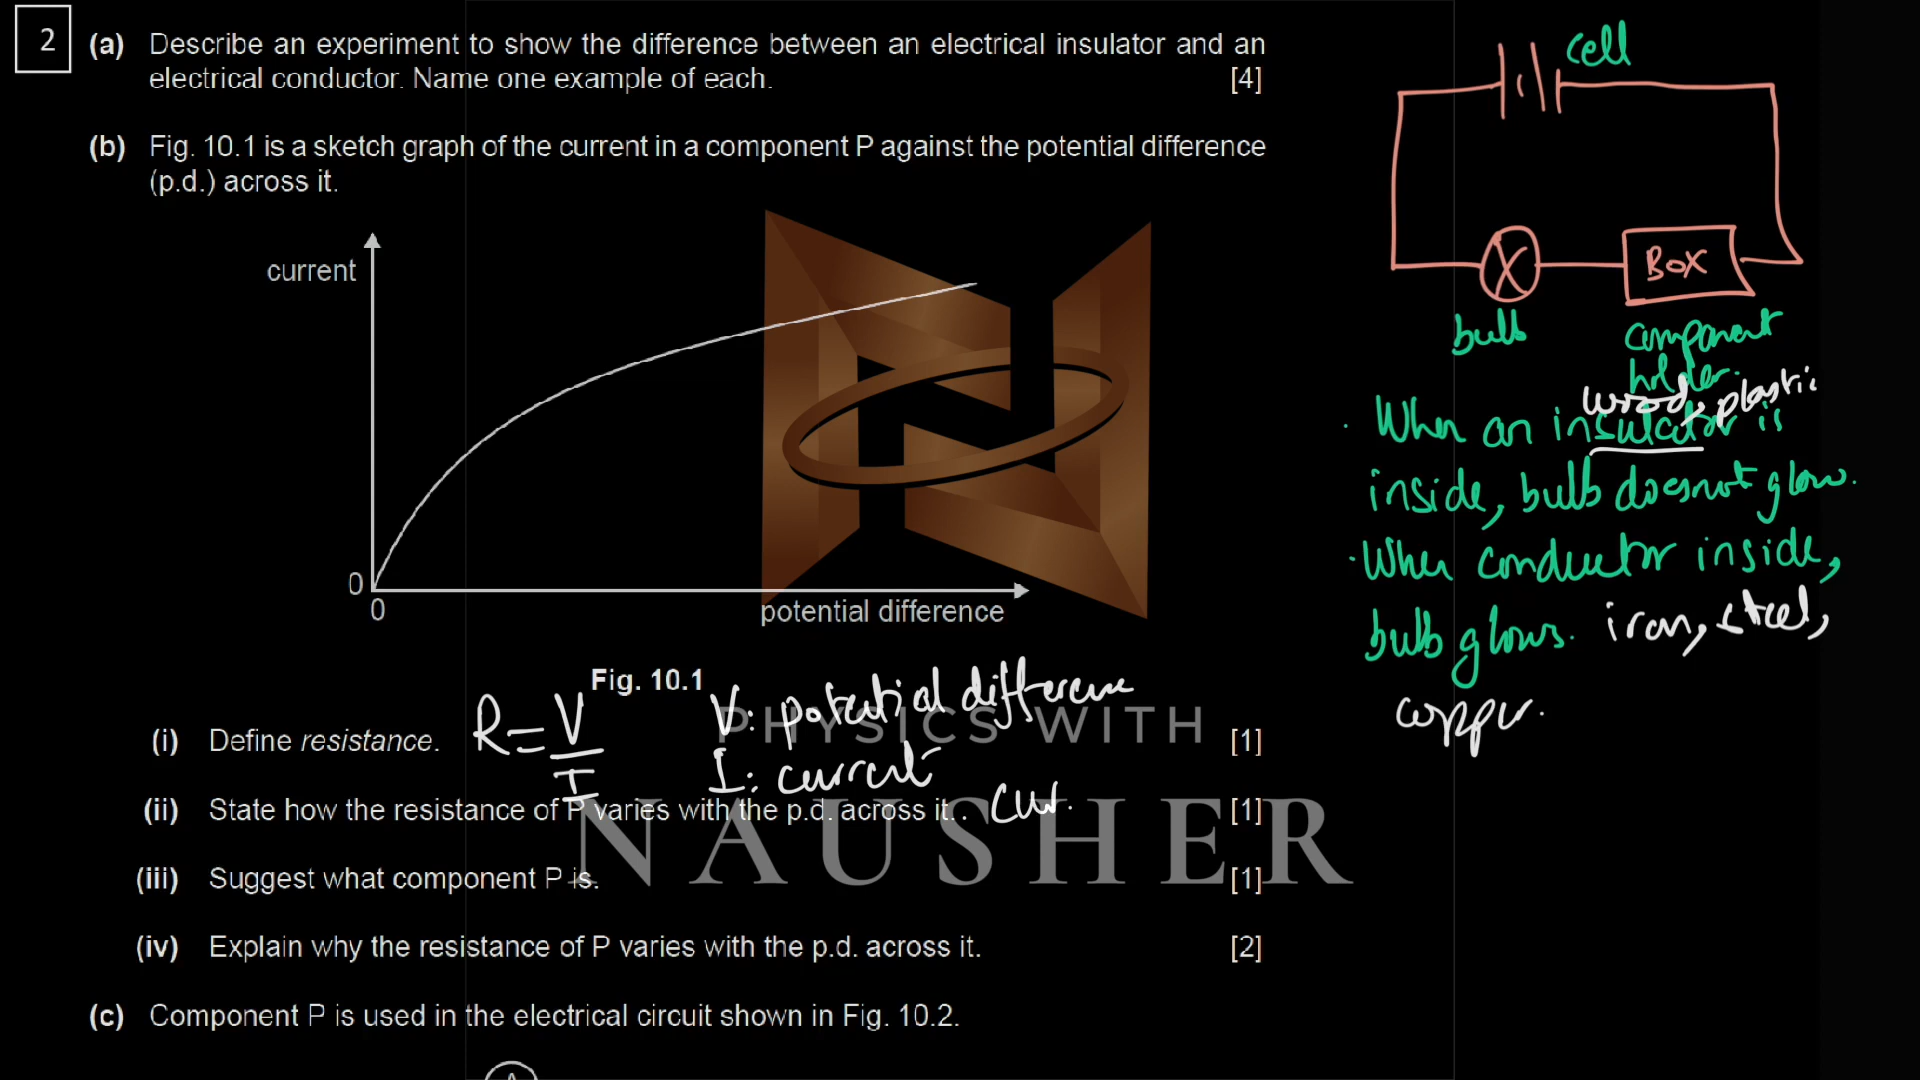 2
(a) Describe an experiment to show the difference between an electrical insulator and an
electrical conductor. Name one example of each. [4]
(b) Fig. 10.1 is a sketch graph of the current in a component P against the potential difference
(p.d.) across it.
current
0
0
potential difference
Fig. 10.1
(i) Define resistance. [1]
R = V/I
V: potential difference
I: current
(ii) State how the resistance of P varies with the p.d. across it. [1]
cur.
(iii) Suggest what component P is. [1]
(iv) Explain why the resistance of P varies with the p.d. across it. [2]
(c) Component P is used in the electrical circuit shown in Fig. 10.2.
A
PHYSICS WITH
NAUSHER
cell
BOX
bulb
component
holder.
wood, plastic
· When an insulator is
inside, bulb does not glow.
· When conductor inside,
bulb glows. iron, steel,
copper.